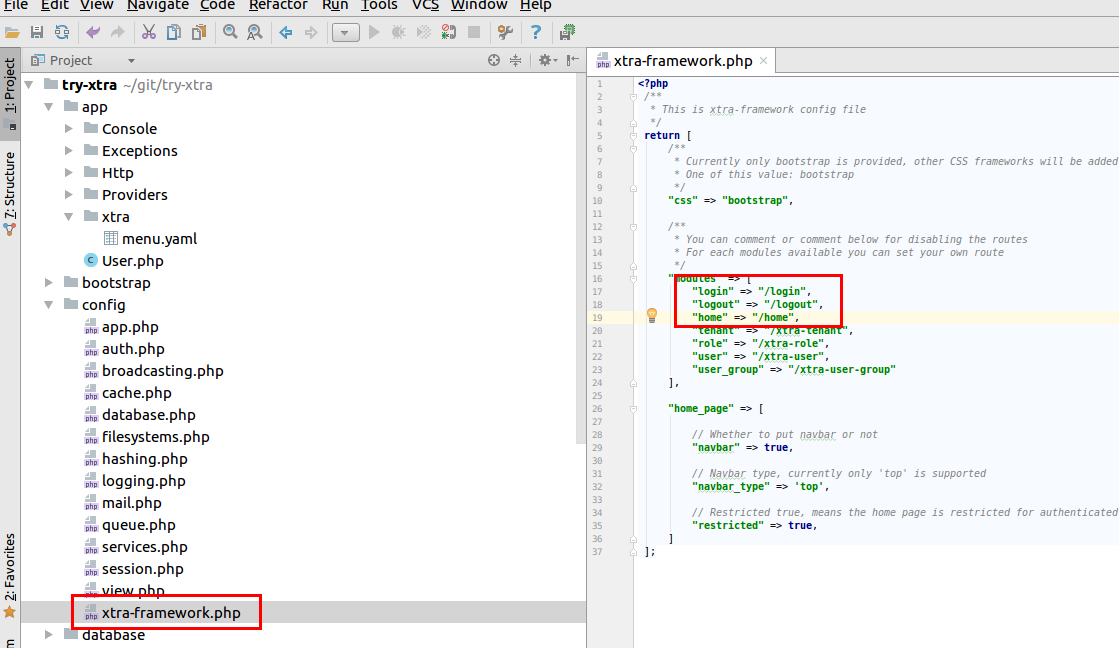 File Edit View Navigate Code Refactor Run Tools VCS Window Help
Project
xtra-framework.php
1: Project
7: Structure
2: Favorites
try-xtra ~/git/try-xtra
app
Console
Exceptions
Http
Providers
xtra
menu.yaml
User.php
bootstrap
config
app.php
auth.php
broadcasting.php
cache.php
database.php
filesystems.php
hashing.php
logging.php
mail.php
queue.php
services.php
session.php
view.php
xtra-framework.php
database
1 <?php
2 /**
3 * This is xtra-framework config file
4 */
5 return [
6 /**
7 * Currently only bootstrap is provided, other CSS frameworks will be added
8 * One of this value: bootstrap
9 */
10 "css" => "bootstrap",
11
12 /**
13 * You can comment or comment below for disabling the routes
14 * For each modules available you can set your own route
15 */
16 "modules" => [
17 "login" => "/login",
18 "logout" => "/logout",
19 "home" => "/home",
20 "tenant" => "/xtra-tenant",
21 "role" => "/xtra-role",
22 "user" => "/xtra-user",
23 "user_group" => "/xtra-user-group"
24 ],
25
26 "home_page" => [
27
28 // Whether to put navbar or not
29 "navbar" => true,
30
31 // Navbar type, currently only 'top' is supported
32 "navbar_type" => 'top',
33
34 // Restricted true, means the home page is restricted for authenticated
35 "restricted" => true,
36 ]
37 ];